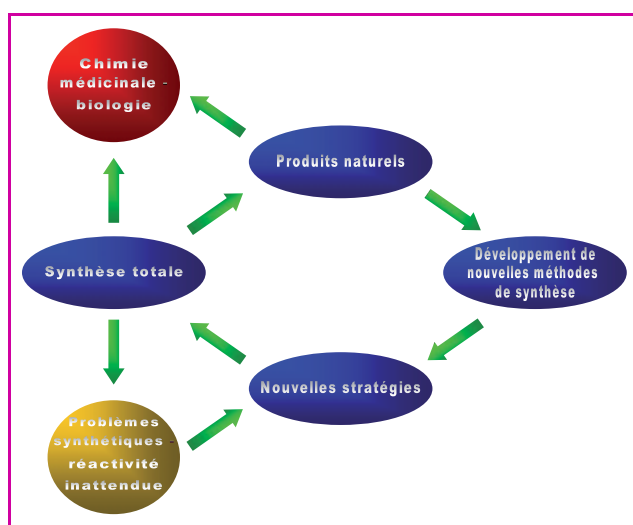 Chimie
médicinale -
biologie
Produits naturels
Synthèse totale
Développement de
nouvelles méthodes
de synthèse
Nouvelles stratégies
Problèmes
synthétiques -
réactivité
inattendue